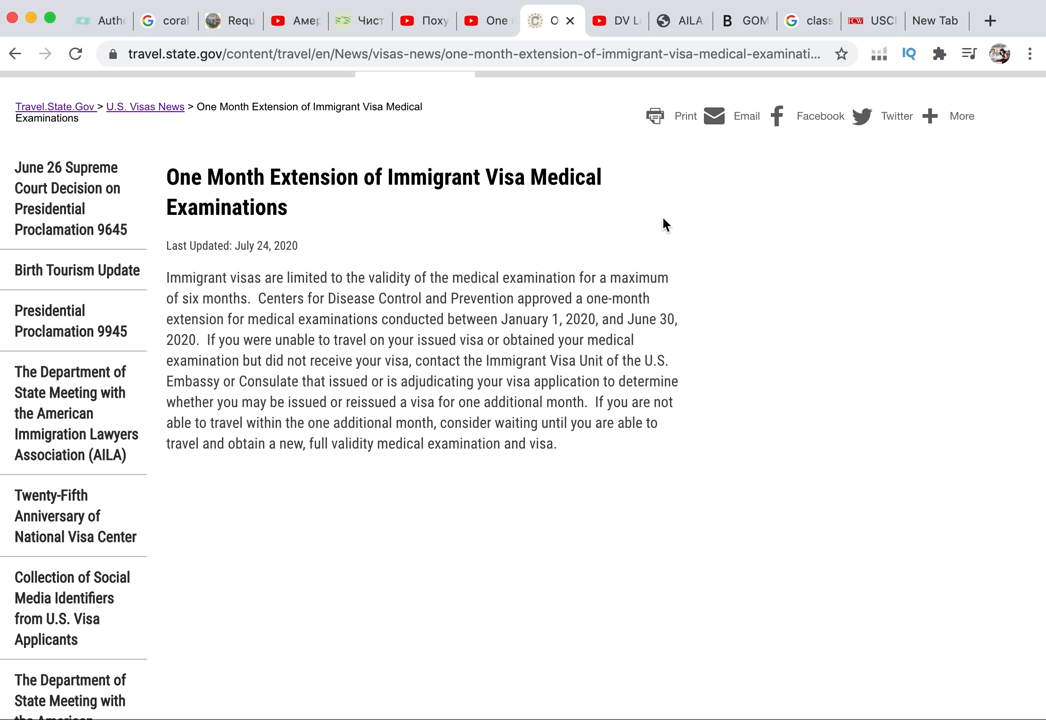 Auth
coral
Requ
Амер
Чист
Поху
One
O
DV L
AILA
B
GOM
class
USCI
New Tab
travel.state.gov/content/travel/en/News/visas-news/one-month-extension-of-immigrant-visa-medical-examinati...
IQ
Travel.State.Gov > U.S. Visas News > One Month Extension of Immigrant Visa Medical
Examinations
Print
Email
Facebook
Twitter
More
June 26 Supreme
Court Decision on
Presidential
Proclamation 9645
Birth Tourism Update
Presidential
Proclamation 9945
The Department of
State Meeting with
the American
Immigration Lawyers
Association (AILA)
Twenty-Fifth
Anniversary of
National Visa Center
Collection of Social
Media Identifiers
from U.S. Visa
Applicants
The Department of
State Meeting with
the American
One Month Extension of Immigrant Visa Medical
Examinations
Last Updated: July 24, 2020
Immigrant visas are limited to the validity of the medical examination for a maximum
of six months.  Centers for Disease Control and Prevention approved a one-month
extension for medical examinations conducted between January 1, 2020, and June 30,
2020.  If you were unable to travel on your issued visa or obtained your medical
examination but did not receive your visa, contact the Immigrant Visa Unit of the U.S.
Embassy or Consulate that issued or is adjudicating your visa application to determine
whether you may be issued or reissued a visa for one additional month.  If you are not
able to travel within the one additional month, consider waiting until you are able to
travel and obtain a new, full validity medical examination and visa.